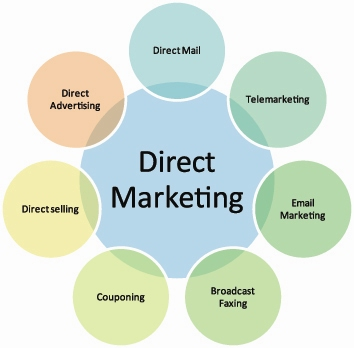 Direct Mail
Direct
Advertising
Telemarketing
Direct
Marketing
Direct selling
Email
Marketing
Couponing
Broadcast
Faxing